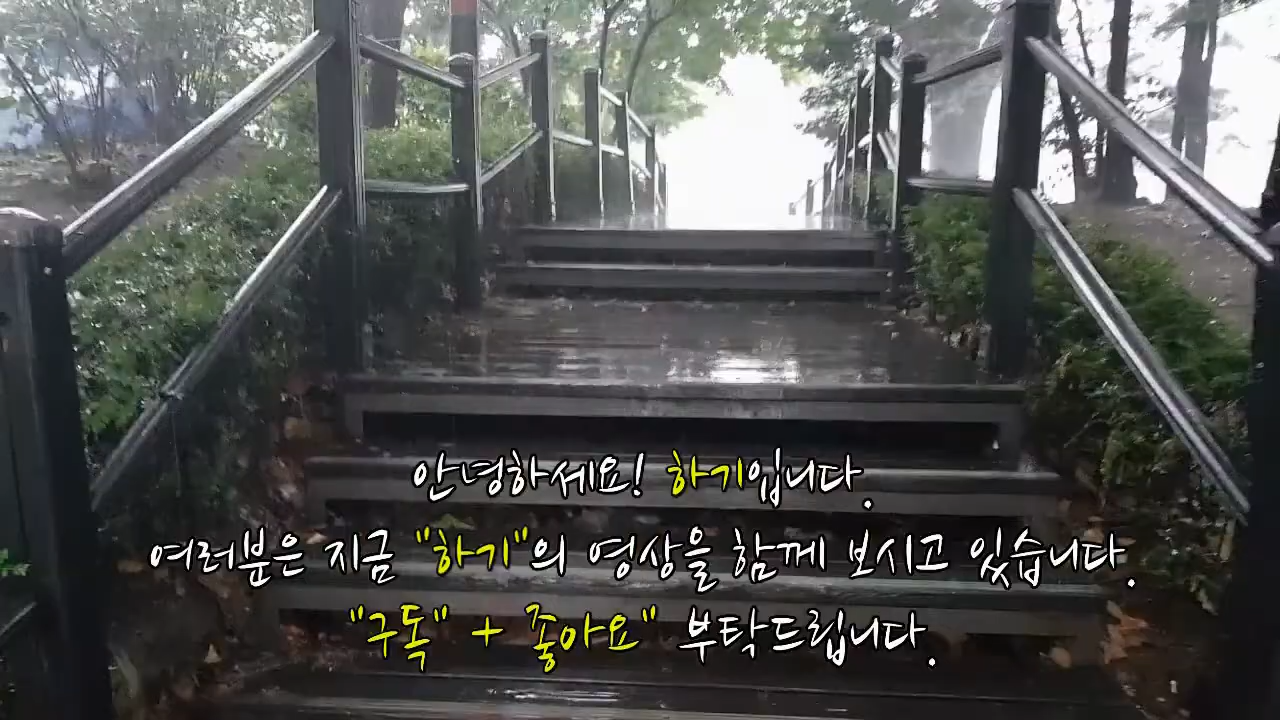 안녕하세요! 하기입니다.
여러분은 지금 "하기"의 영상을 함께 보시고 있습니다.
"구독" + 좋아요" 부탁드립니다.